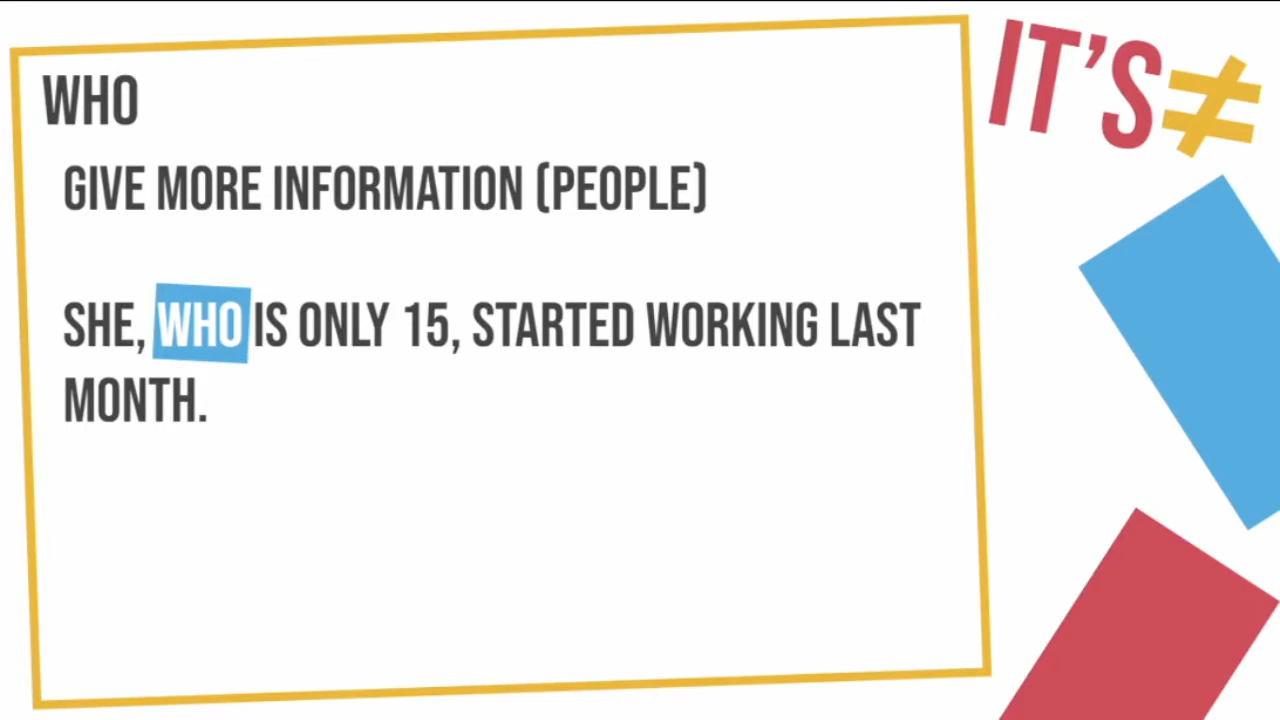 WHO
GIVE MORE INFORMATION (PEOPLE)
SHE, WHO IS ONLY 15, STARTED WORKING LAST
MONTH.
IT'S≠